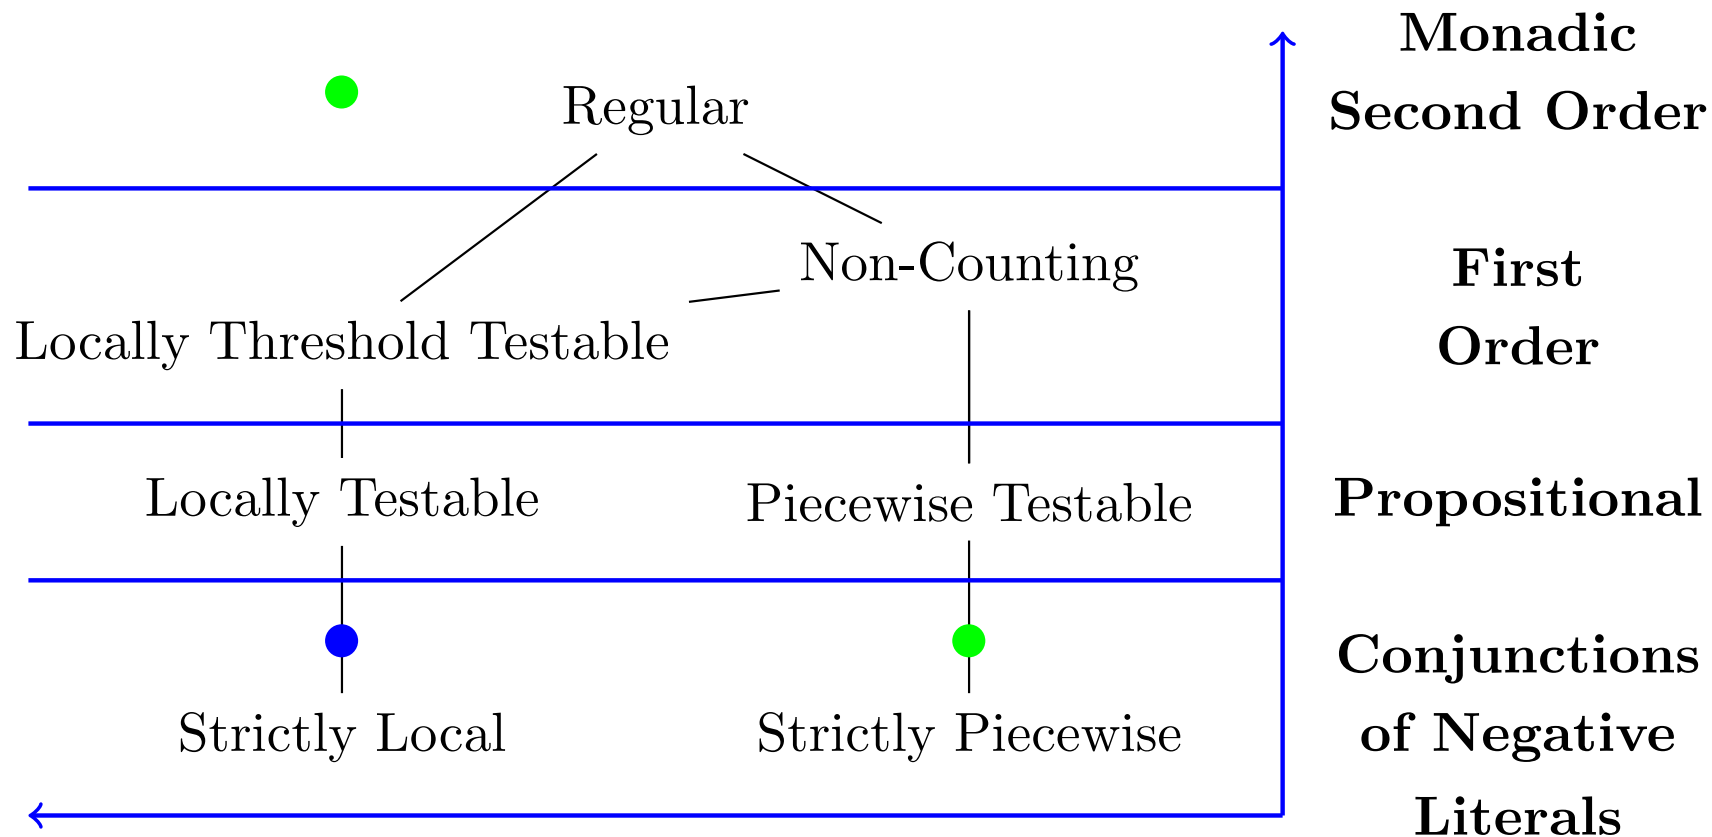 Monadic
Second Order
Regular
Non-Counting
First
Order
Locally Threshold Testable
Locally Testable
Piecewise Testable
Propositional
Conjunctions
of Negative
Literals
Strictly Local
Strictly Piecewise